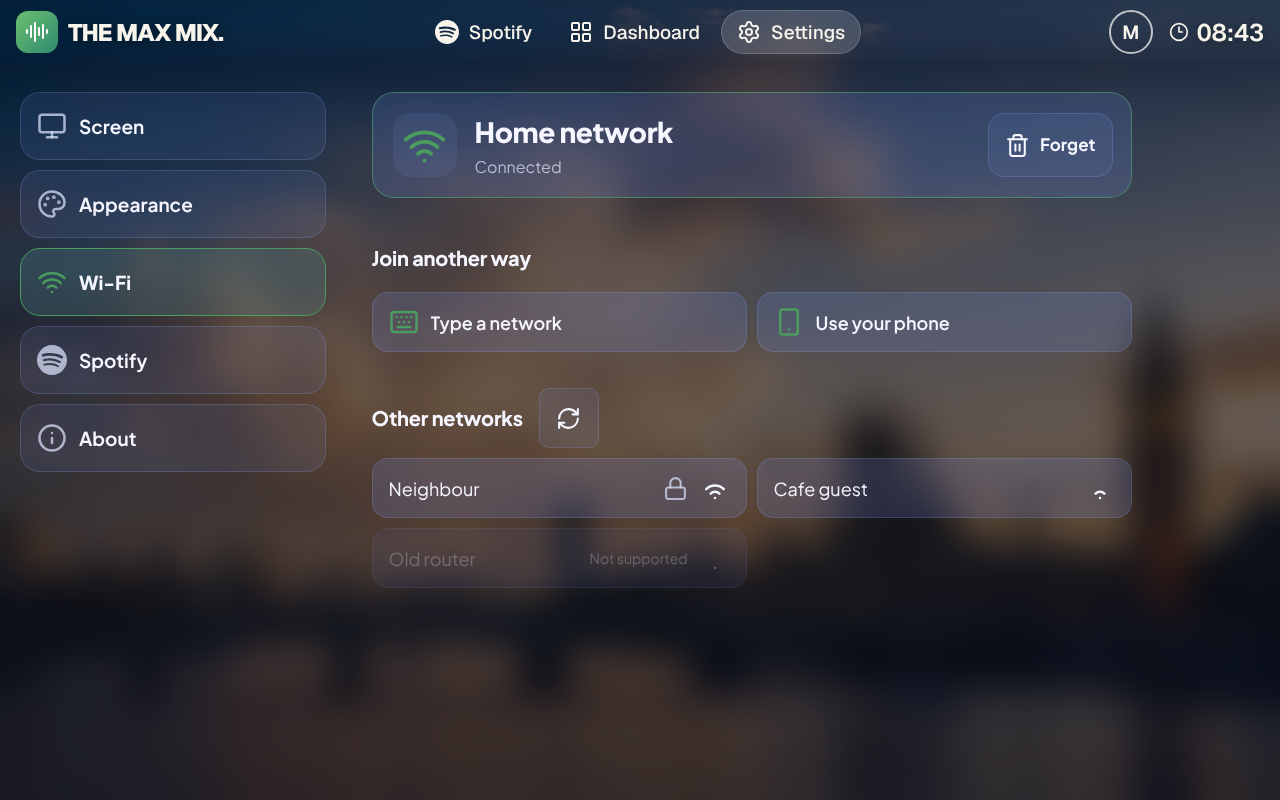 THE MAX MIX.
Spotify
Dashboard
Settings
M
08:43
Screen
Appearance
Wi-Fi
Spotify
About
Home network
Connected
Forget
Join another way
Type a network
Use your phone
Other networks
Neighbour
Cafe guest
Old router
Not supported